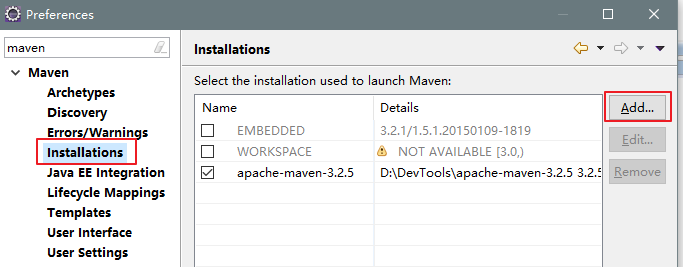 Preferences
maven
Installations
Maven
Archetypes
Discovery
Errors/Warnings
Installations
Java EE Integration
Lifecycle Mappings
Templates
User Interface
User Settings
Select the installation used to launch Maven:
Name Details
EMBEDDED 3.2.1/1.5.1.20150109-1819
WORKSPACE NOT AVAILABLE [3.0,)
apache-maven-3.2.5 D:\DevTools\apache-maven-3.2.5 3.2.5
Add...
Edit...
Remove